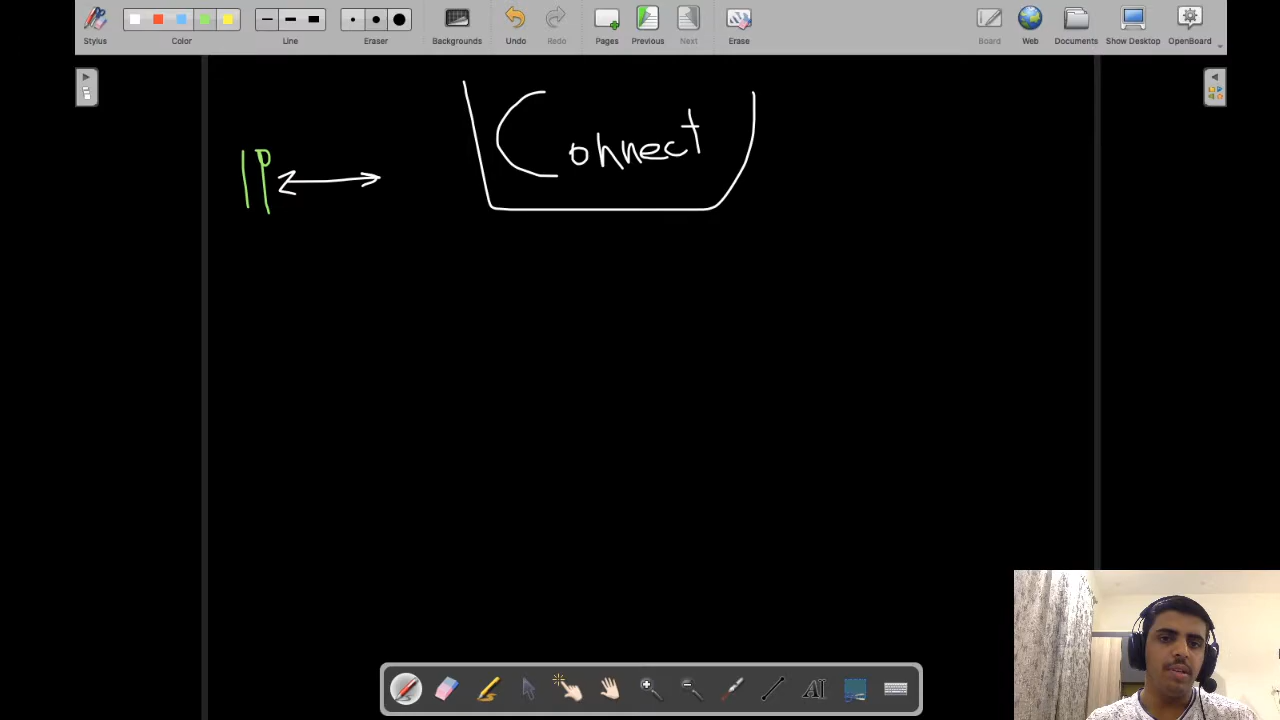 Stylus
Color
Line
Eraser
Backgrounds
Undo
Redo
Pages
Previous
Next
Erase
Board
Web
Documents
Show Desktop
OpenBoard
Connect
IP